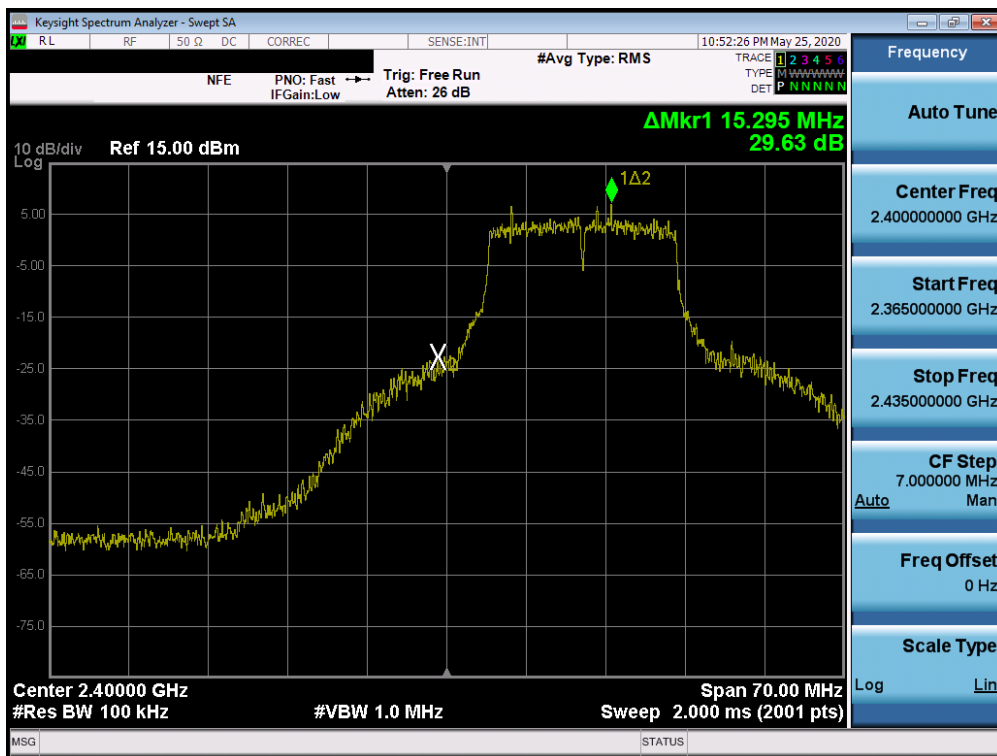 Keysight Spectrum Analyzer - Swept SA
LXI RL RF 50 Ω DC CORREC SENSE:INT 10:52:26 PM May 25, 2020
NFE PNO: Fast Trig: Free Run #Avg Type: RMS TRACE 1 2 3 4 5 6
IFGain:Low Atten: 26 dB TYPE M W W W W W
DET P N N N N N
ΔMkr1 15.295 MHz
29.63 dB
10 dB/div Ref 15.00 dBm
Log
1Δ2
5.00
-5.00
-15.0
X
-25.0
-35.0
-45.0
-55.0
-65.0
-75.0
Center 2.40000 GHz Span 70.00 MHz
#Res BW 100 kHz #VBW 1.0 MHz Sweep 2.000 ms (2001 pts)
MSG STATUS
Frequency
Auto Tune
Center Freq
2.400000000 GHz
Start Freq
2.365000000 GHz
Stop Freq
2.435000000 GHz
CF Step
7.000000 MHz
Auto Man
Freq Offset
0 Hz
Scale Type
Log Lin